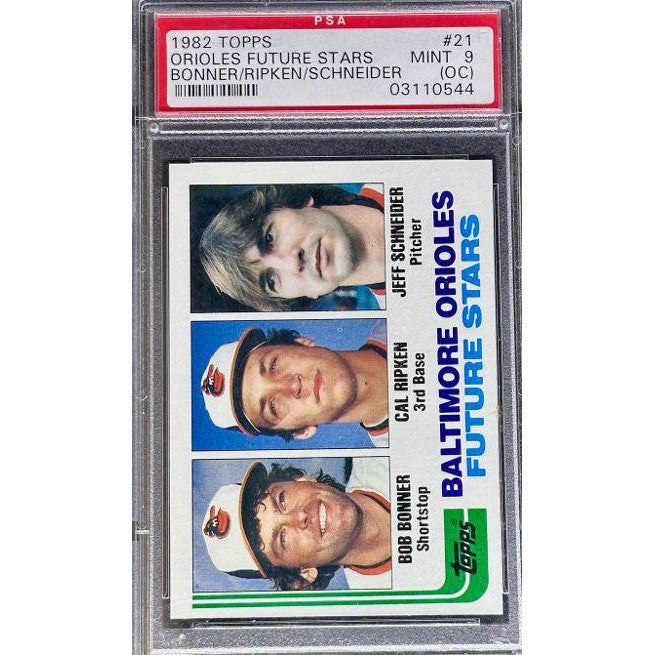 PSA
1982 TOPPS #21
ORIOLES FUTURE STARS MINT 9
BONNER/RIPKEN/SCHNEIDER (OC)
03110544
BOB BONNER
Shortstop
CAL RIPKEN
3rd Base
JEFF SCHNEIDER
Pitcher
topps®
BALTIMORE ORIOLES
FUTURE STARS